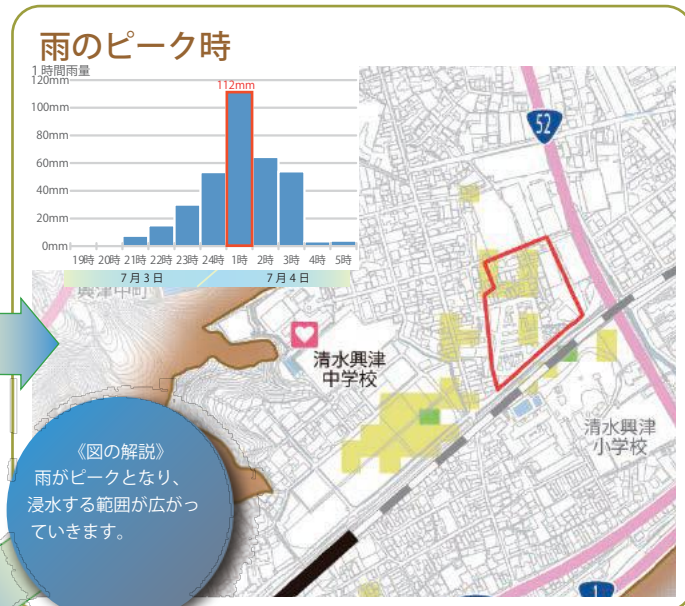 雨のピーク時
1時間雨量
120mm
112mm
100mm
80mm
60mm
40mm
20mm
0mm
19時 20時 21時 22時 23時 24時 1時 2時 3時 4時 5時
7月3日 7月4日
52
興津中町
清水興津
中学校
清水興津
小学校
《図の解説》
雨がピークとなり、
浸水する範囲が広がっ
ていきます。
1